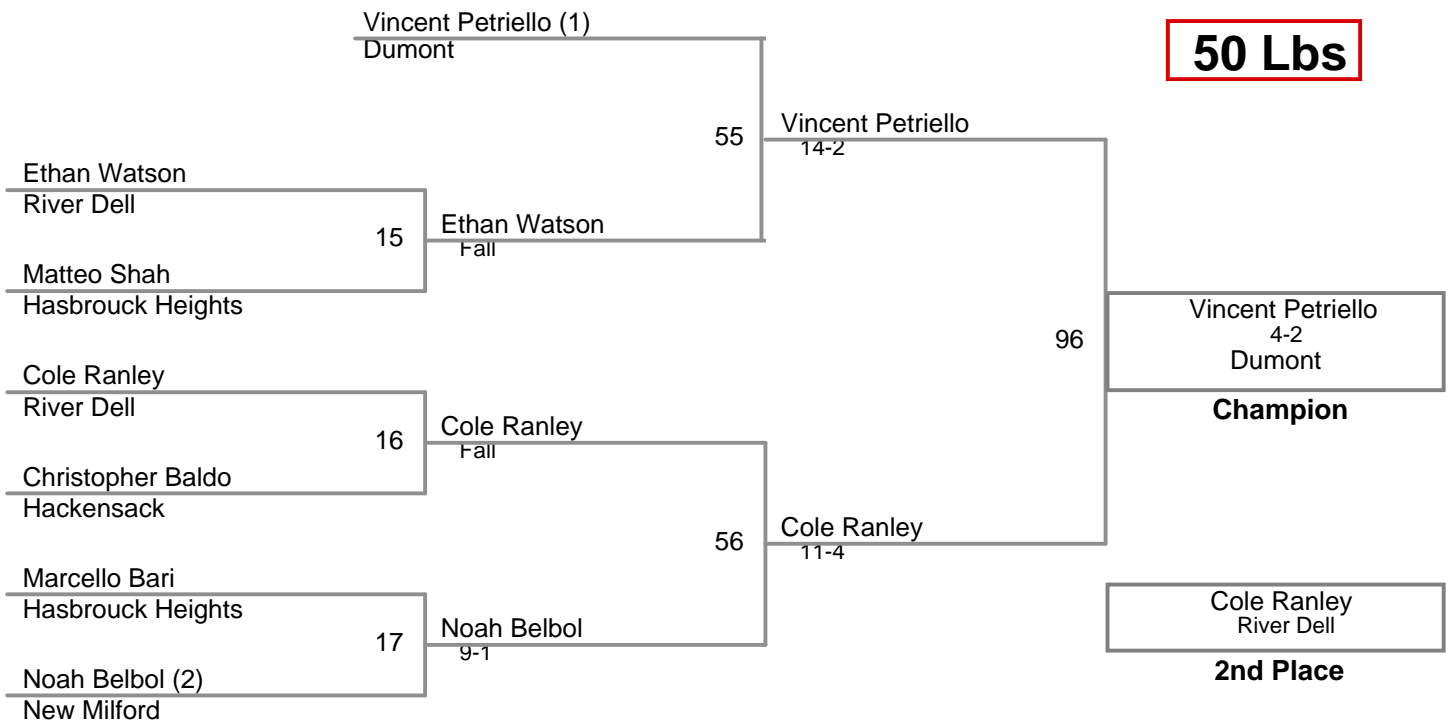 Vincent Petriello (1)
Dumont
50 Lbs
55
Vincent Petriello
14-2
Ethan Watson
River Dell
15
Ethan Watson
Fall
Matteo Shah
Hasbrouck Heights
96
Vincent Petriello
4-2
Dumont
Champion
Cole Ranley
River Dell
16
Cole Ranley
Fall
Christopher Baldo
Hackensack
56
Cole Ranley
11-4
Marcello Bari
Hasbrouck Heights
17
Noah Belbol
9-1
Noah Belbol (2)
New Milford
Cole Ranley
River Dell
2nd Place